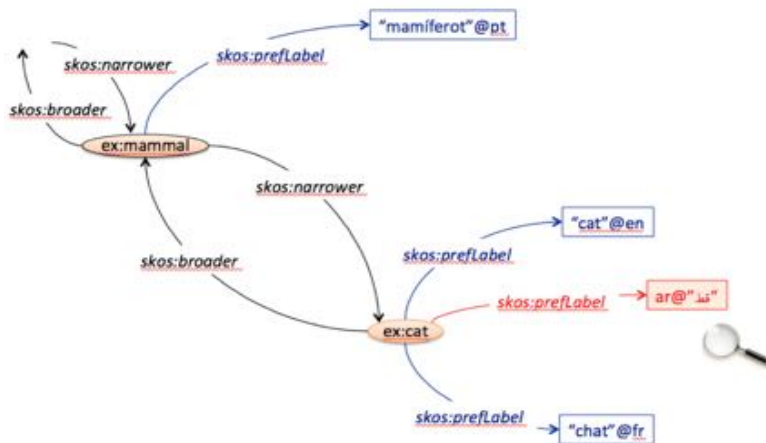 "mamíferot"@pt
skos:narrower
skos:prefLabel
skos:broader
ex:mammal
skos:narrower
"cat"@en
skos:prefLabel
skos:broader
skos:prefLabel
ar@"قط"
ex:cat
skos:prefLabel
"chat"@fr